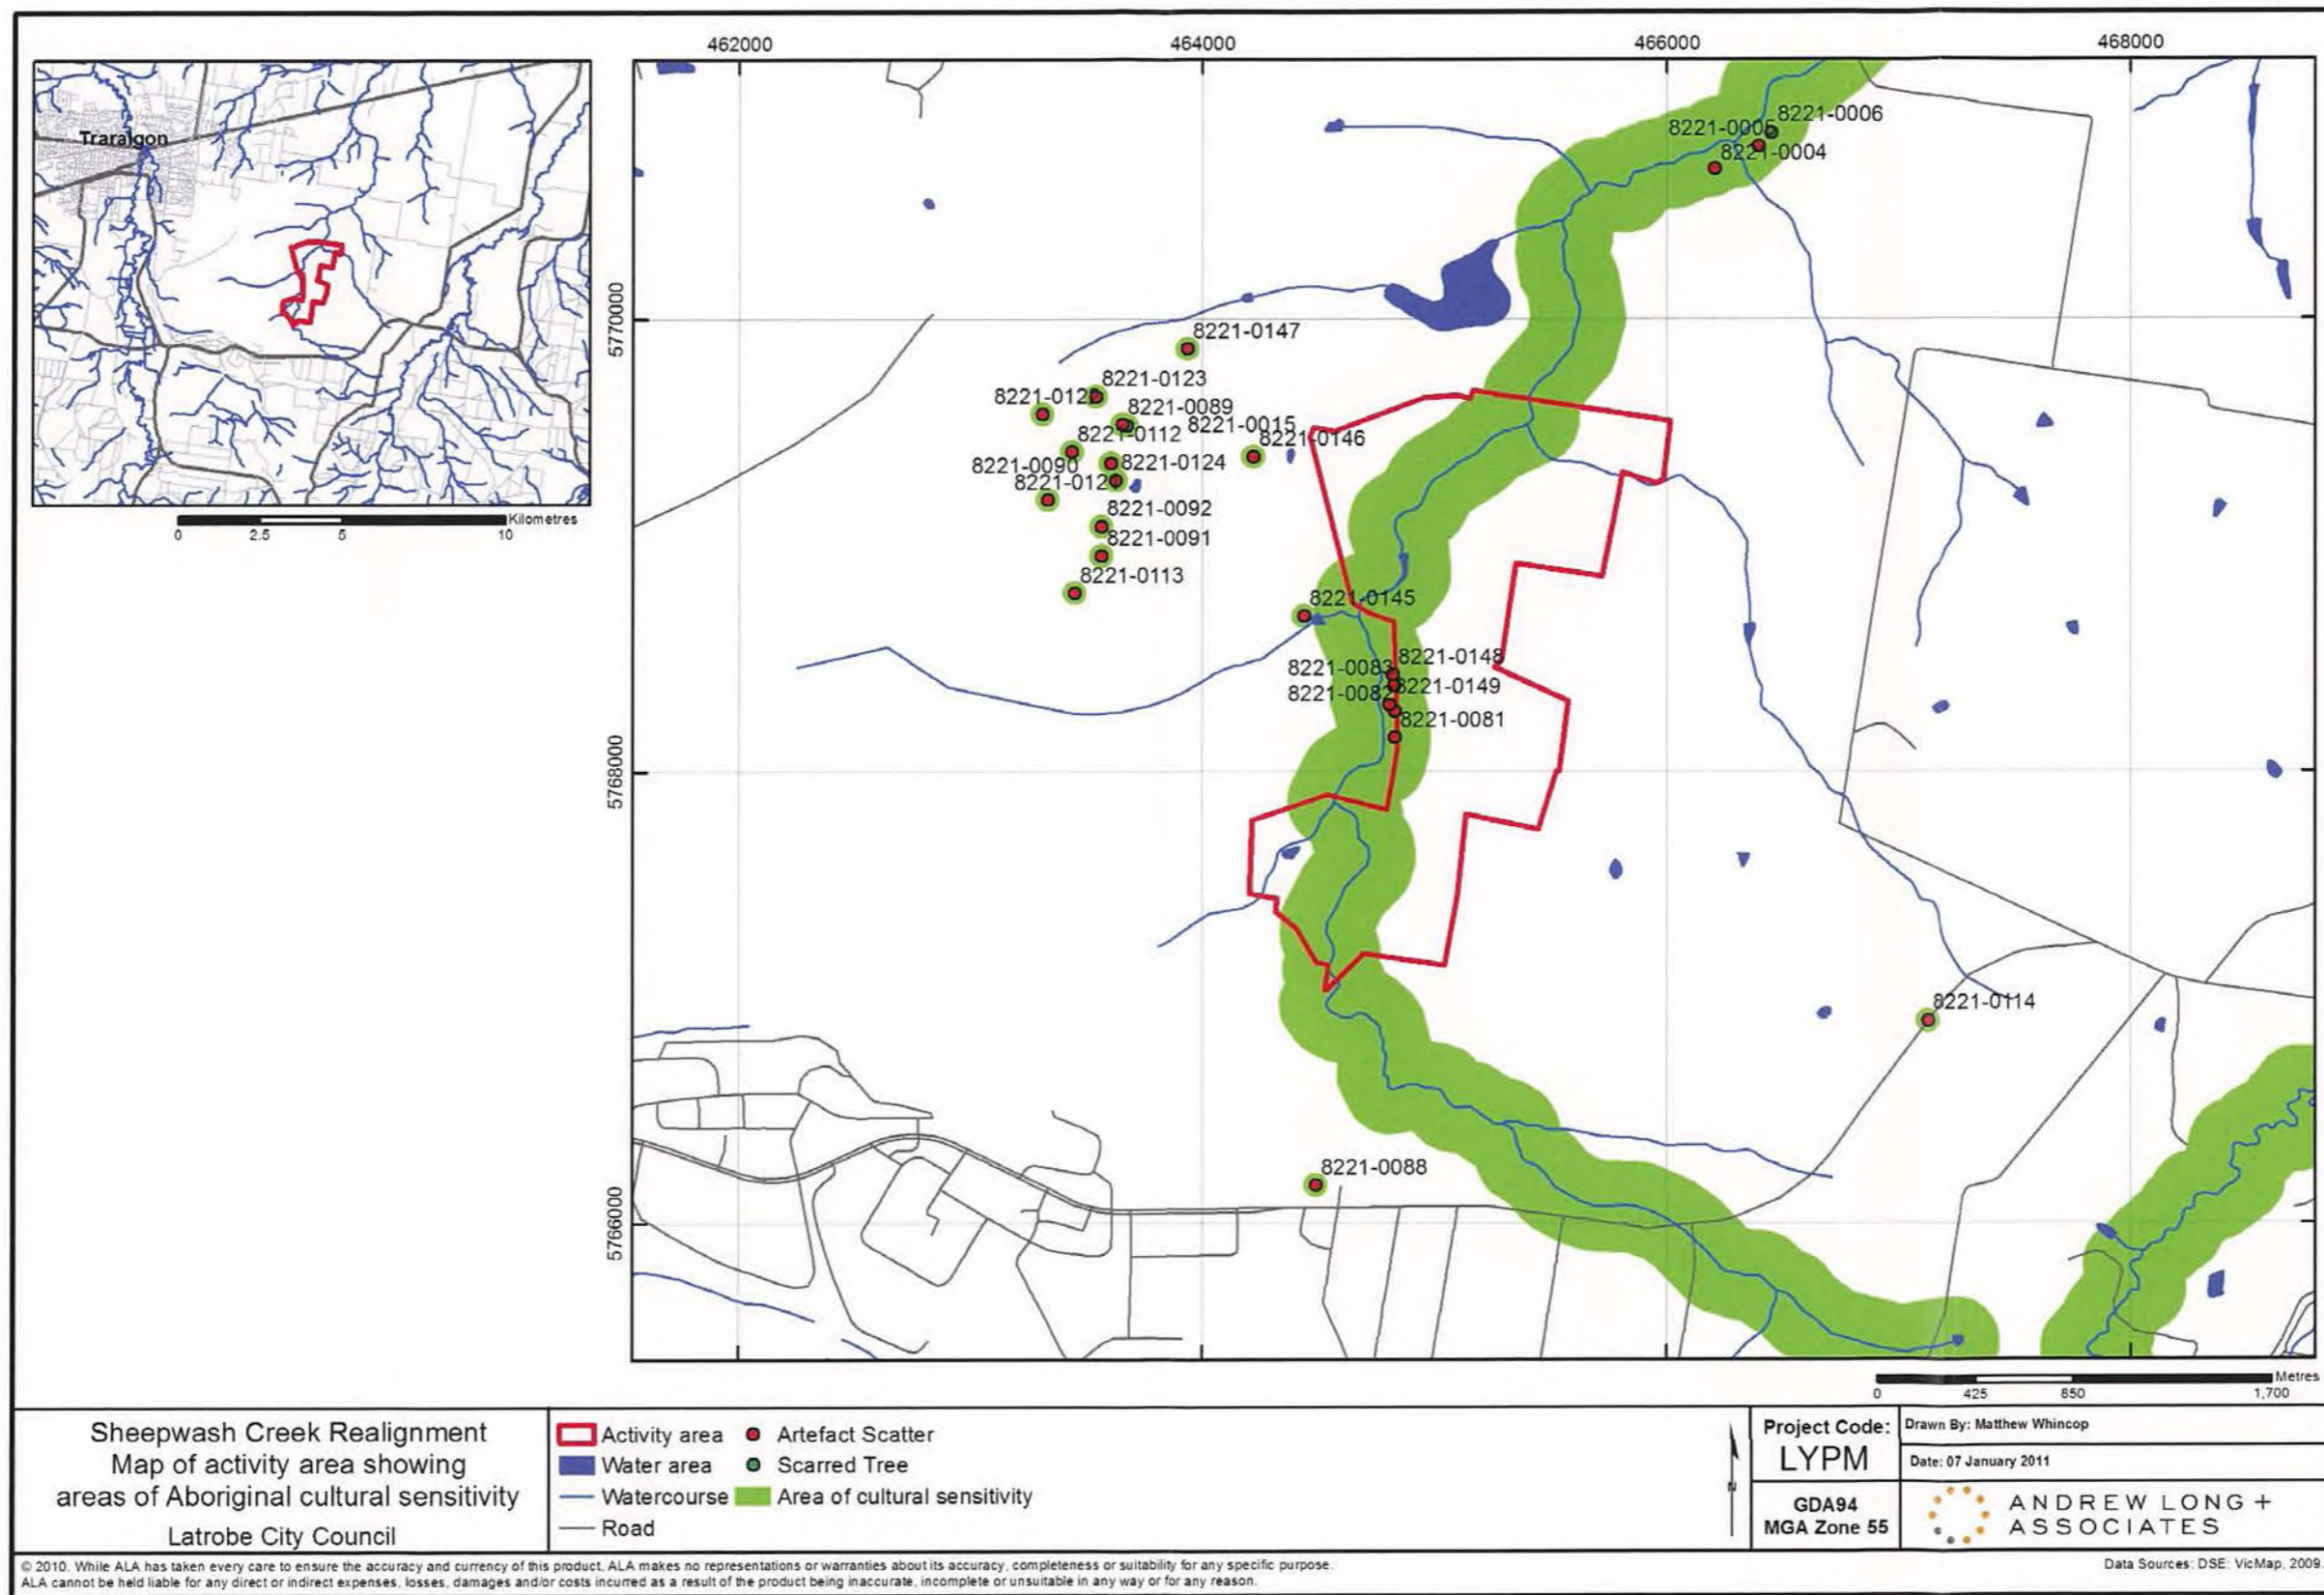 462000
464000
466000
468000
Traralgon
Kilometres
0 2.5 5 10
5770000
5768000
5766000
8221-0006
8221-0005
8221-0004
8221-0147
8221-0123
8221-0089
8221-0015
8221-0112
8221-0146
8221-0090
8221-0124
8221-0092
8221-0091
8221-0113
8221-0145
8221-0083
8221-0148
8221-0082
8221-0149
8221-0081
8221-0114
8221-0088
Metres
0 425 850 1,700
Sheepwash Creek Realignment
Map of activity area showing
areas of Aboriginal cultural sensitivity
Latrobe City Council
Activity area
Artefact Scatter
Water area
Scarred Tree
Watercourse
Area of cultural sensitivity
Road
N
Project Code:
LYPM
GDA94
MGA Zone 55
Drawn By: Matthew Whincop
Date: 07 January 2011
ANDREW LONG +
ASSOCIATES
© 2010. While ALA has taken every care to ensure the accuracy and currency of this product, ALA makes no representations or warranties about its accuracy, completeness or suitability for any specific purpose.
ALA cannot be held liable for any direct or indirect expenses, losses, damages and/or costs incurred as a result of the product being inaccurate, incomplete or unsuitable in any way or for any reason.
Data Sources: DSE: VicMap, 2009.